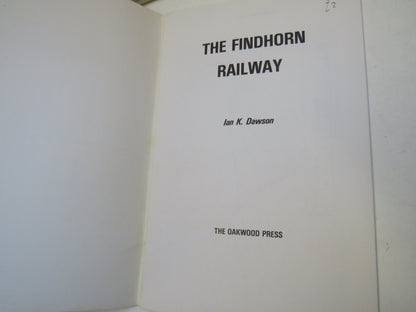 THE FINDHORN
RAILWAY
Ian K. Dawson
THE OAKWOOD PRESS